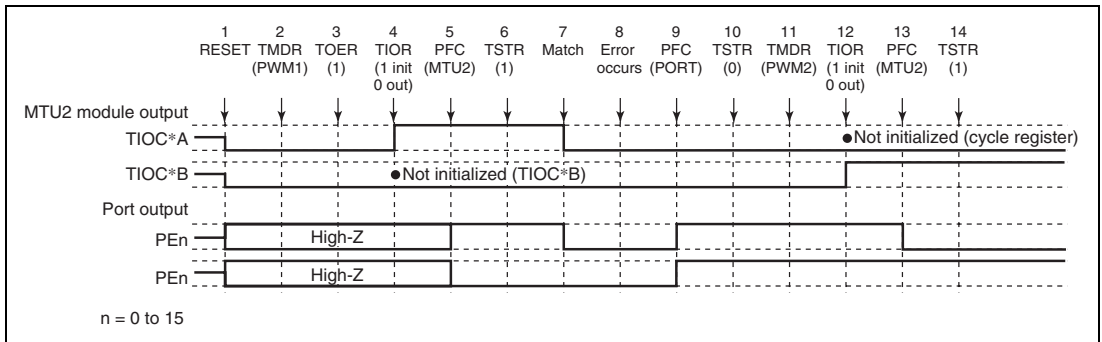 1 2 3 4 5 6 7 8 9 10 11 12 13 14
RESET TMDR TOER TIOR PFC TSTR Match Error PFC TSTR TMDR TIOR PFC TSTR
(PWM1) (1) (1 init (MTU2) (1) occurs (PORT) (0) (PWM2) (1 init (MTU2) (1)
0 out) 0 out)
MTU2 module output
TIOC*A ●Not initialized (cycle register)
TIOC*B ●Not initialized (TIOC*B)
Port output
PEn High-Z
PEn High-Z
n = 0 to 15